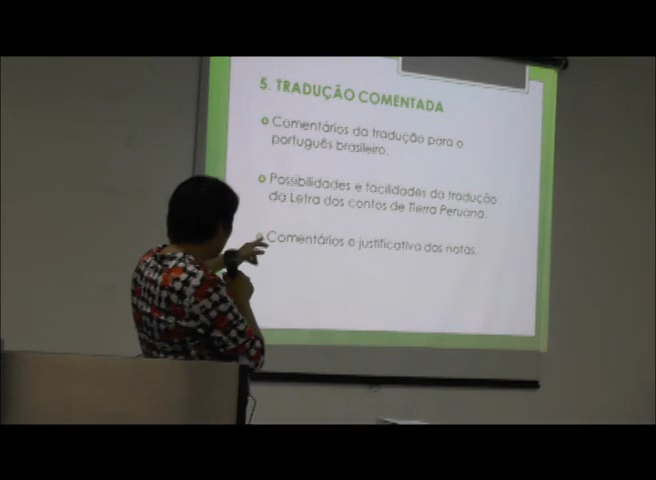 5. TRADUÇÃO COMENTADA
Comentários da tradução para o
português brasileiro.
Possibilidades e facilidades da tradução
da Letra dos contos de Tierra Peruana.
Comentários e justificativa das notas.